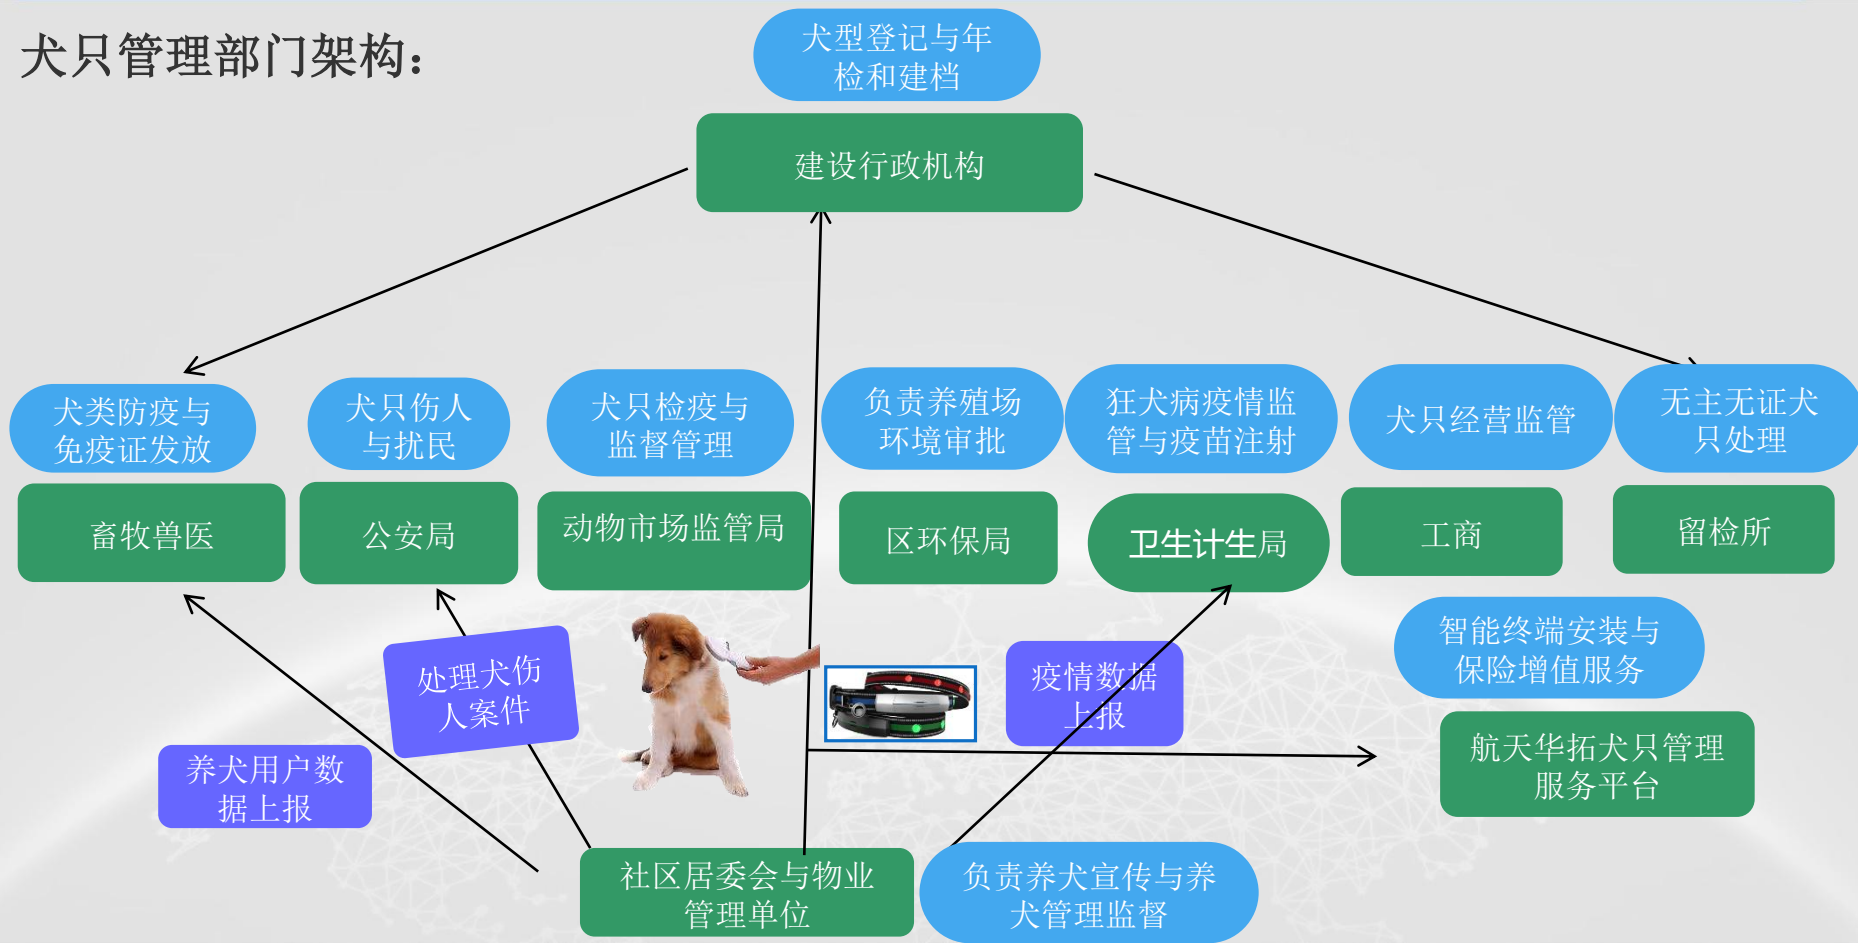 犬只管理部门架构：
犬型登记与年
检和建档
建设行政机构
犬类防疫与
免疫证发放
犬只伤人
与扰民
犬只检疫与
监督管理
负责养殖场
环境审批
狂犬病疫情监
管与疫苗注射
犬只经营监管
无主无证犬
只处理
畜牧兽医
公安局
动物市场监管局
区环保局
卫生计生局
工商
留检所
智能终端安装与
保险增值服务
处理犬伤
人案件
疫情数据
上报
航天华拓犬只管理
服务平台
养犬用户数
据上报
社区居委会与物业
管理单位
负责养犬宣传与养
犬管理监督